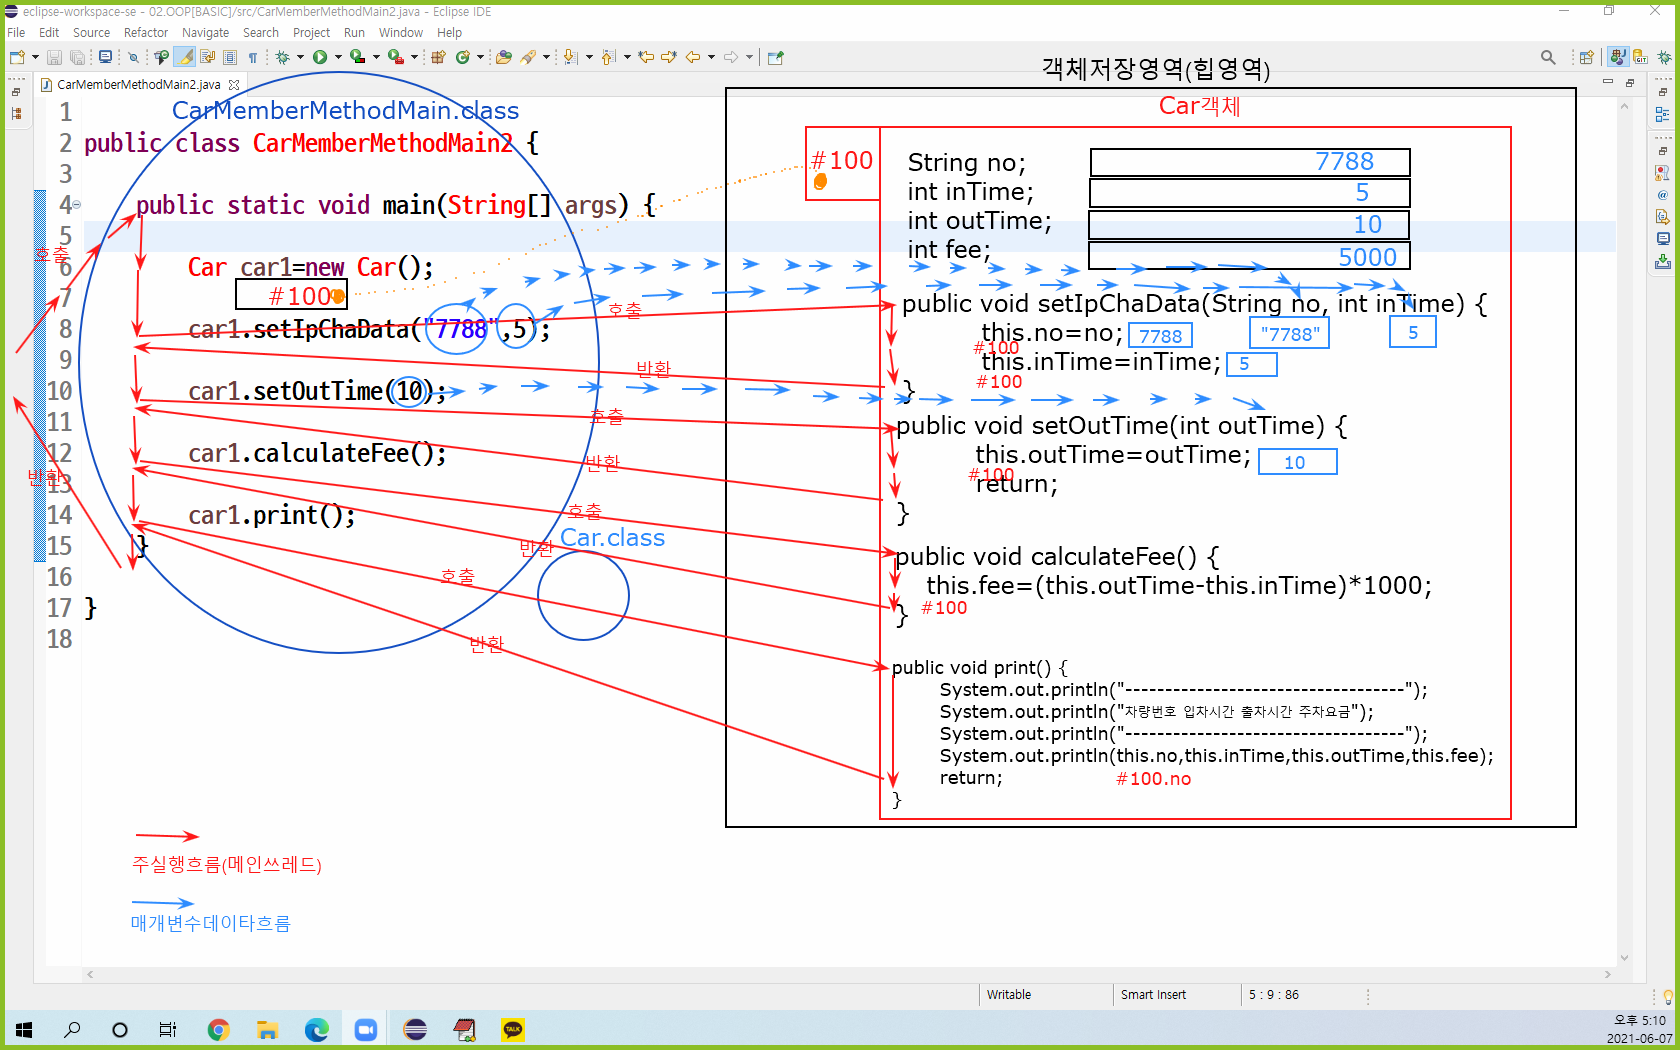 eclipse-workspace-se - 02.OOP[BASIC]/src/CarMemberMethodMain2.java - Eclipse IDE
File Edit Source Refactor Navigate Search Project Run Window Help
CarMemberMethodMain2.java
객체저장영역(힙영역)
CarMemberMethodMain.class
Car객체
1
2 public class CarMemberMethodMain2 {
3
4 public static void main(String[] args) {
5
호출
6 Car car1=new Car();
7 #100
8 car1.setIpChaData("7788",5);
9
10 car1.setOutTime(10);
11
12 car1.calculateFee();
반환
13
14 car1.print();
15 }
16
17 }
18
#100
String no; 7788
int inTime; 5
int outTime; 10
int fee; 5000
호출
public void setIpChaData(String no, int inTime) {
this.no=no; 7788 "7788" 5
#100
this.inTime=inTime; 5
#100
}
반환
호출
public void setOutTime(int outTime) {
this.outTime=outTime; 10
#100
return;
}
반환
호출
Car.class
반환
public void calculateFee() {
this.fee=(this.outTime-this.inTime)*1000;
} #100
호출
반환
public void print() {
System.out.println("-----------------------------------");
System.out.println("차량번호 입차시간 출차시간 주차요금");
System.out.println("-----------------------------------");
System.out.println(this.no,this.inTime,this.outTime,this.fee);
return; #100.no
}
주실행흐름(메인쓰레드)
매개변수데이타흐름
Writable Smart Insert 5 : 9 : 86
TALK
오후 5:10
2021-06-07